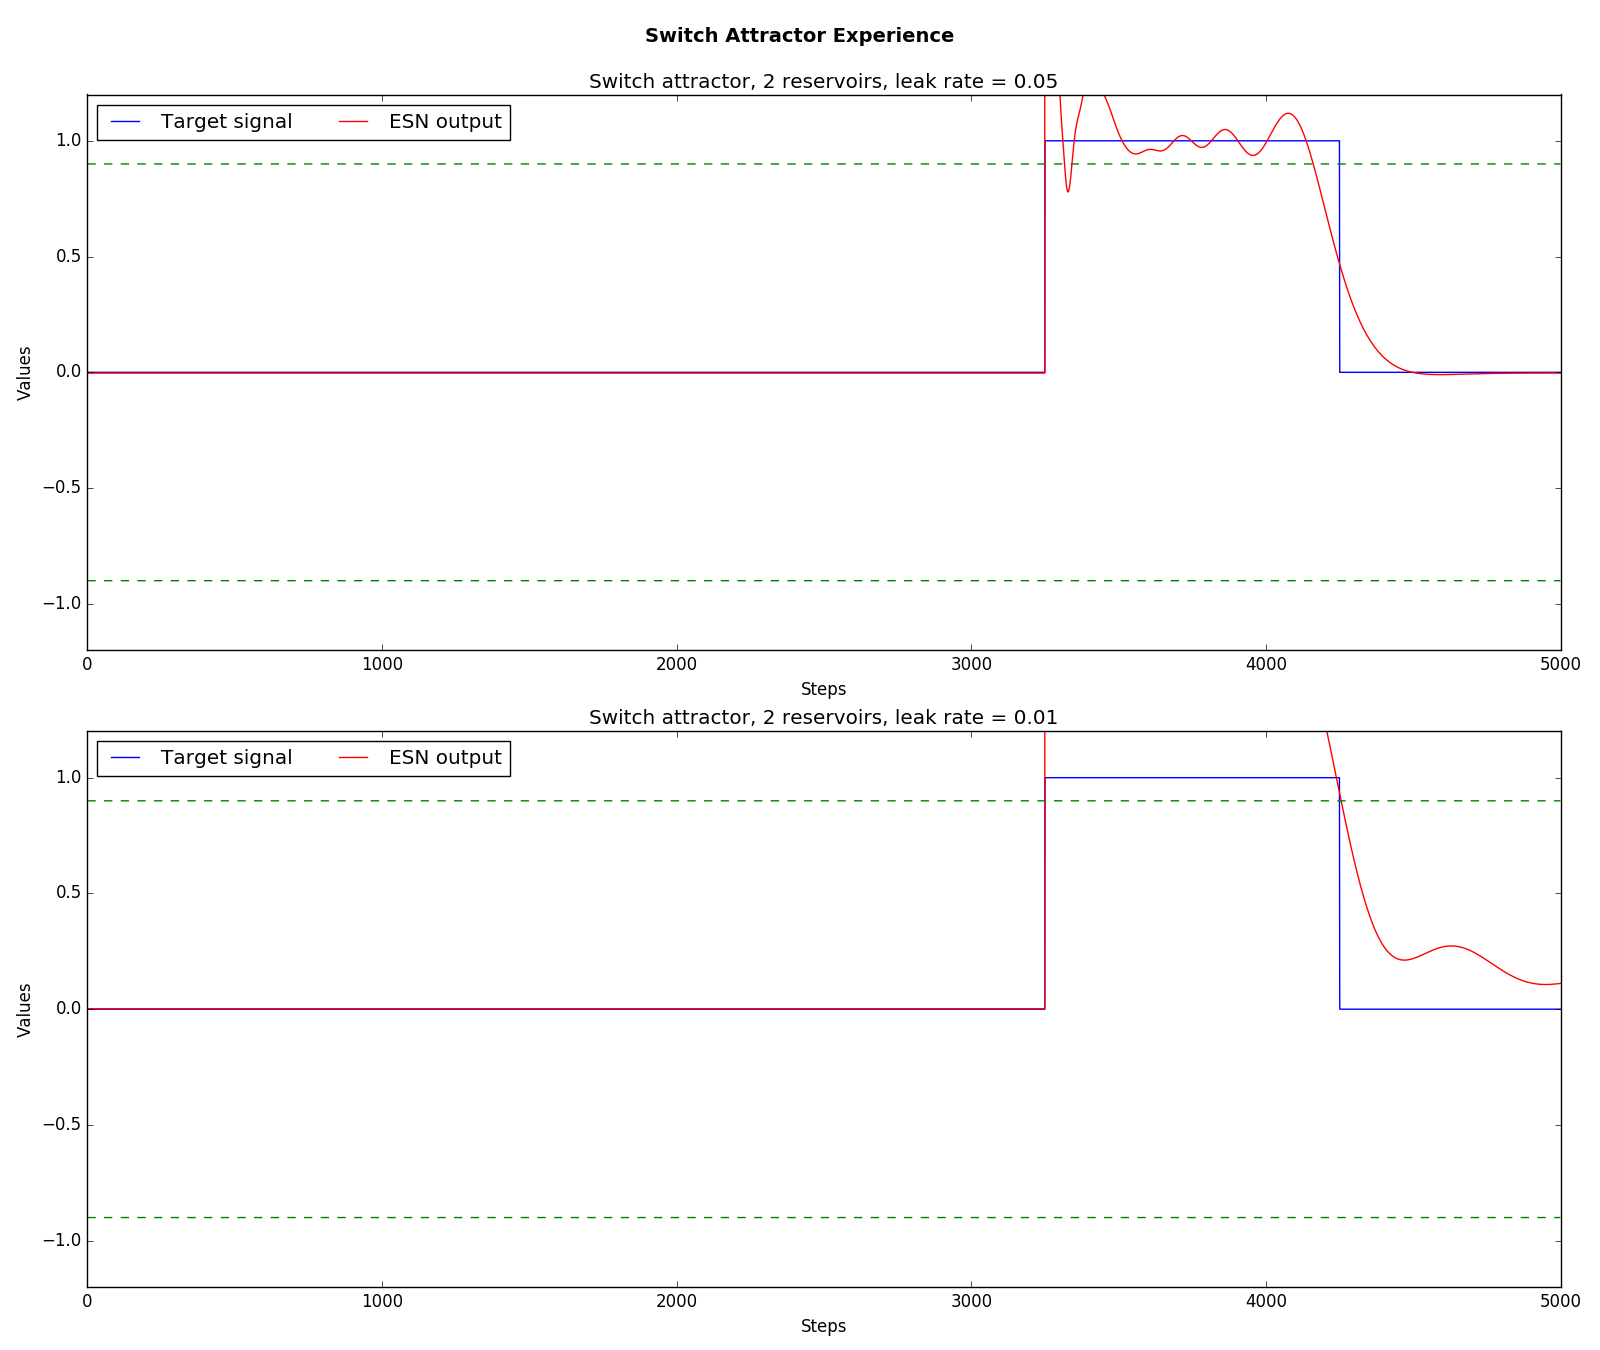 Switch Attractor Experience
Switch attractor, 2 reservoirs, leak rate = 0.05
Target signal ESN output
1.0
0.5
0.0
−0.5
−1.0
Values
0 1000 2000 3000 4000 5000
Steps
Switch attractor, 2 reservoirs, leak rate = 0.01
Target signal ESN output
1.0
0.5
0.0
−0.5
−1.0
Values
0 1000 2000 3000 4000 5000
Steps